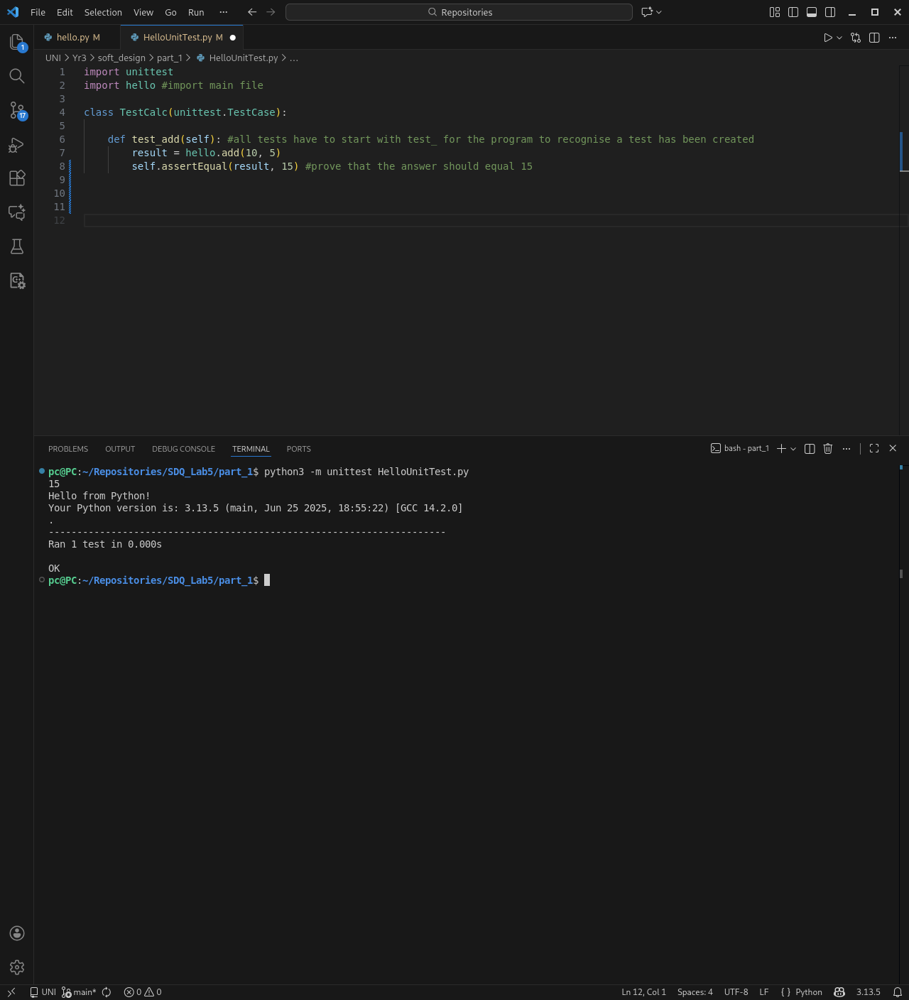 File Edit Selection View Go Run ··· Repositories
hello.py M HelloUnitTest.py M
UNI > Yr3 > soft_design > part_1 > HelloUnitTest.py > ...
1 import unittest
2 import hello #import main file
3
4 class TestCalc(unittest.TestCase):
5
6 def test_add(self): #all tests have to start with test_ for the program to recognise a test has been created
7 result = hello.add(10, 5)
8 self.assertEqual(result, 15) #prove that the answer should equal 15
9
10
11
12
1
17
PROBLEMS OUTPUT DEBUG CONSOLE TERMINAL PORTS bash - part_1
pc@PC:~/Repositories/SDQ_Lab5/part_1$ python3 -m unittest HelloUnitTest.py
15
Hello from Python!
Your Python version is: 3.13.5 (main, Jun 25 2025, 18:55:22) [GCC 14.2.0]
.
----------------------------------------------------------------------
Ran 1 test in 0.000s
OK
pc@PC:~/Repositories/SDQ_Lab5/part_1$
UNI main* 0 0 Ln 12, Col 1 Spaces: 4 UTF-8 LF { } Python 3.13.5